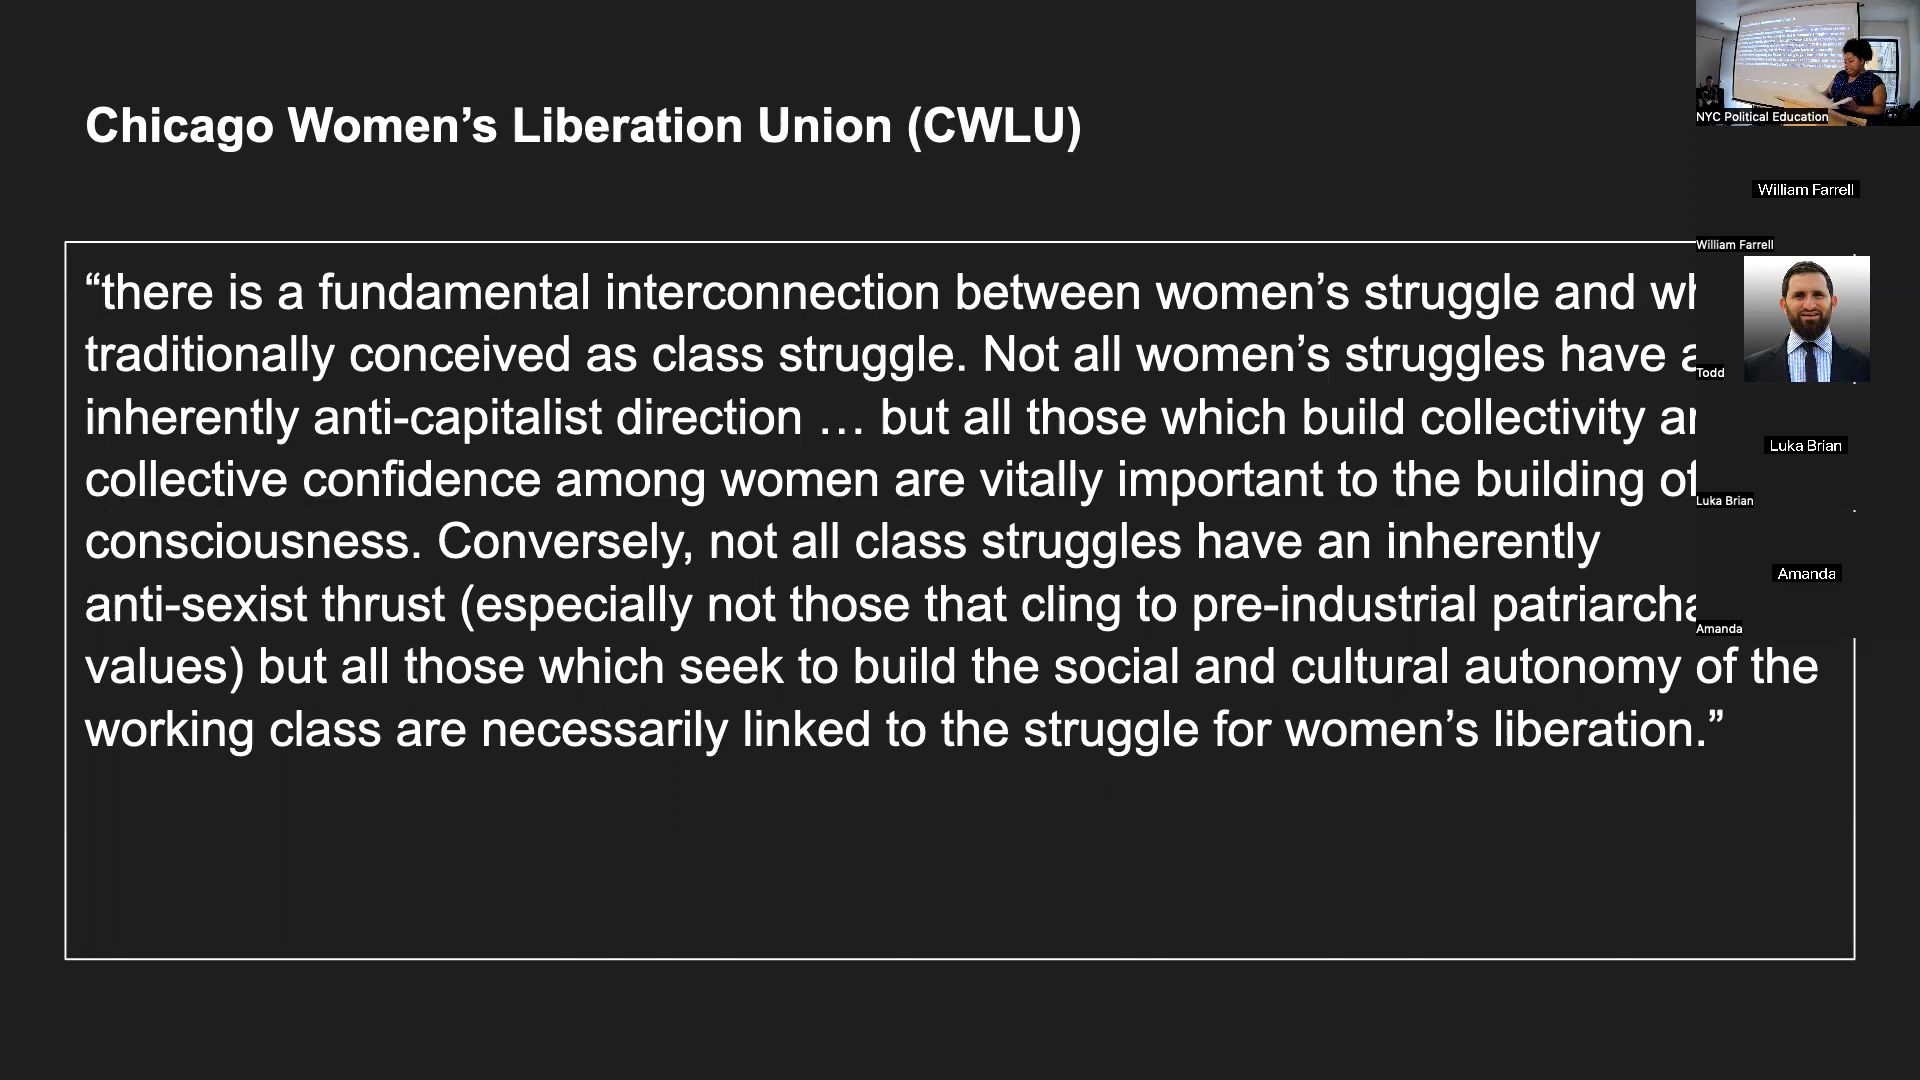 Chicago Women’s Liberation Union (CWLU)
“there is a fundamental interconnection between women’s struggle and
traditionally conceived as class struggle. Not all women’s struggles have
inherently anti-capitalist direction … but all those which build collectivity
collective confidence among women are vitally important to the building of
consciousness. Conversely, not all class struggles have an inherently
anti-sexist thrust (especially not those that cling to pre-industrial
values) but all those which seek to build the social and cultural autonomy of the
working class are necessarily linked to the struggle for women’s liberation.”
NYC Political Education
William Farrell
William Farrell
Todd
Luka Brian
Luka Brian
Amanda
Amanda